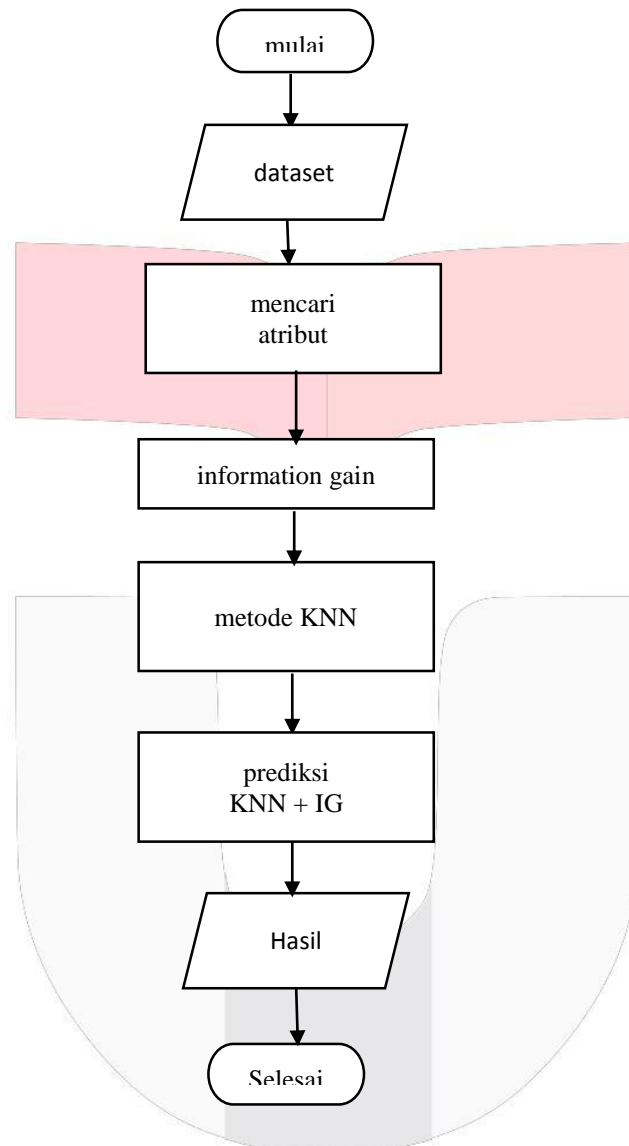 mulai
dataset
mencari
atribut
information gain
metode KNN
prediksi
KNN + IG
Hasil
Selesai